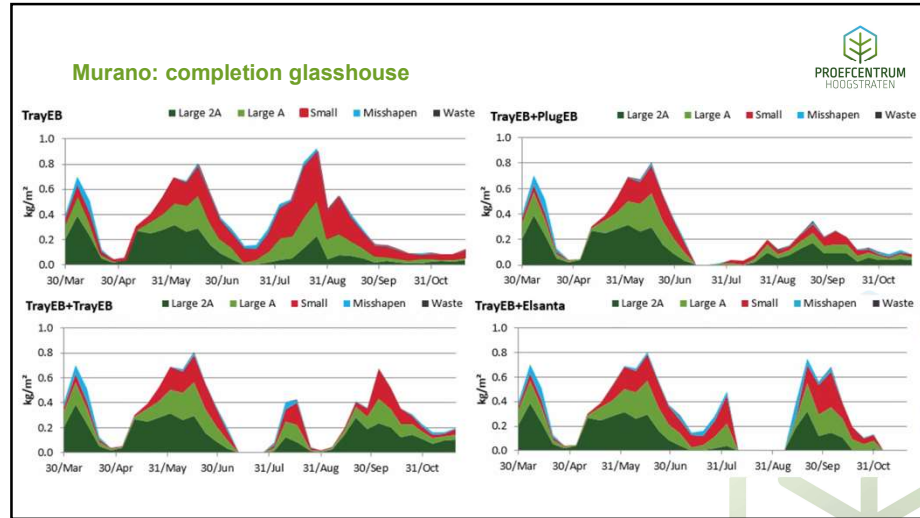 Murano: completion glasshouse
PROEFCENTRUM
HOOGSTRATEN
TrayEB
Large 2A Large A Small Misshapen Waste
kg/m²
1.0
0.8
0.6
0.4
0.2
0.0
30/Mar 30/Apr 31/May 30/Jun 31/Jul 31/Aug 30/Sep 31/Oct
TrayEB+PlugEB
Large 2A Large A Small Misshapen Waste
kg/m²
1.0
0.8
0.6
0.4
0.2
0.0
30/Mar 30/Apr 31/May 30/Jun 31/Jul 31/Aug 30/Sep 31/Oct
TrayEB+TrayEB
Large 2A Large A Small Misshapen Waste
kg/m²
1.0
0.8
0.6
0.4
0.2
0.0
30/Mar 30/Apr 31/May 30/Jun 31/Jul 31/Aug 30/Sep 31/Oct
TrayEB+Elsanta
Large 2A Large A Small Misshapen Waste
kg/m²
1.0
0.8
0.6
0.4
0.2
0
30/Mar 30/Apr 31/May 30/Jun 31/Jul 31/Aug 30/Sep 31/Oct